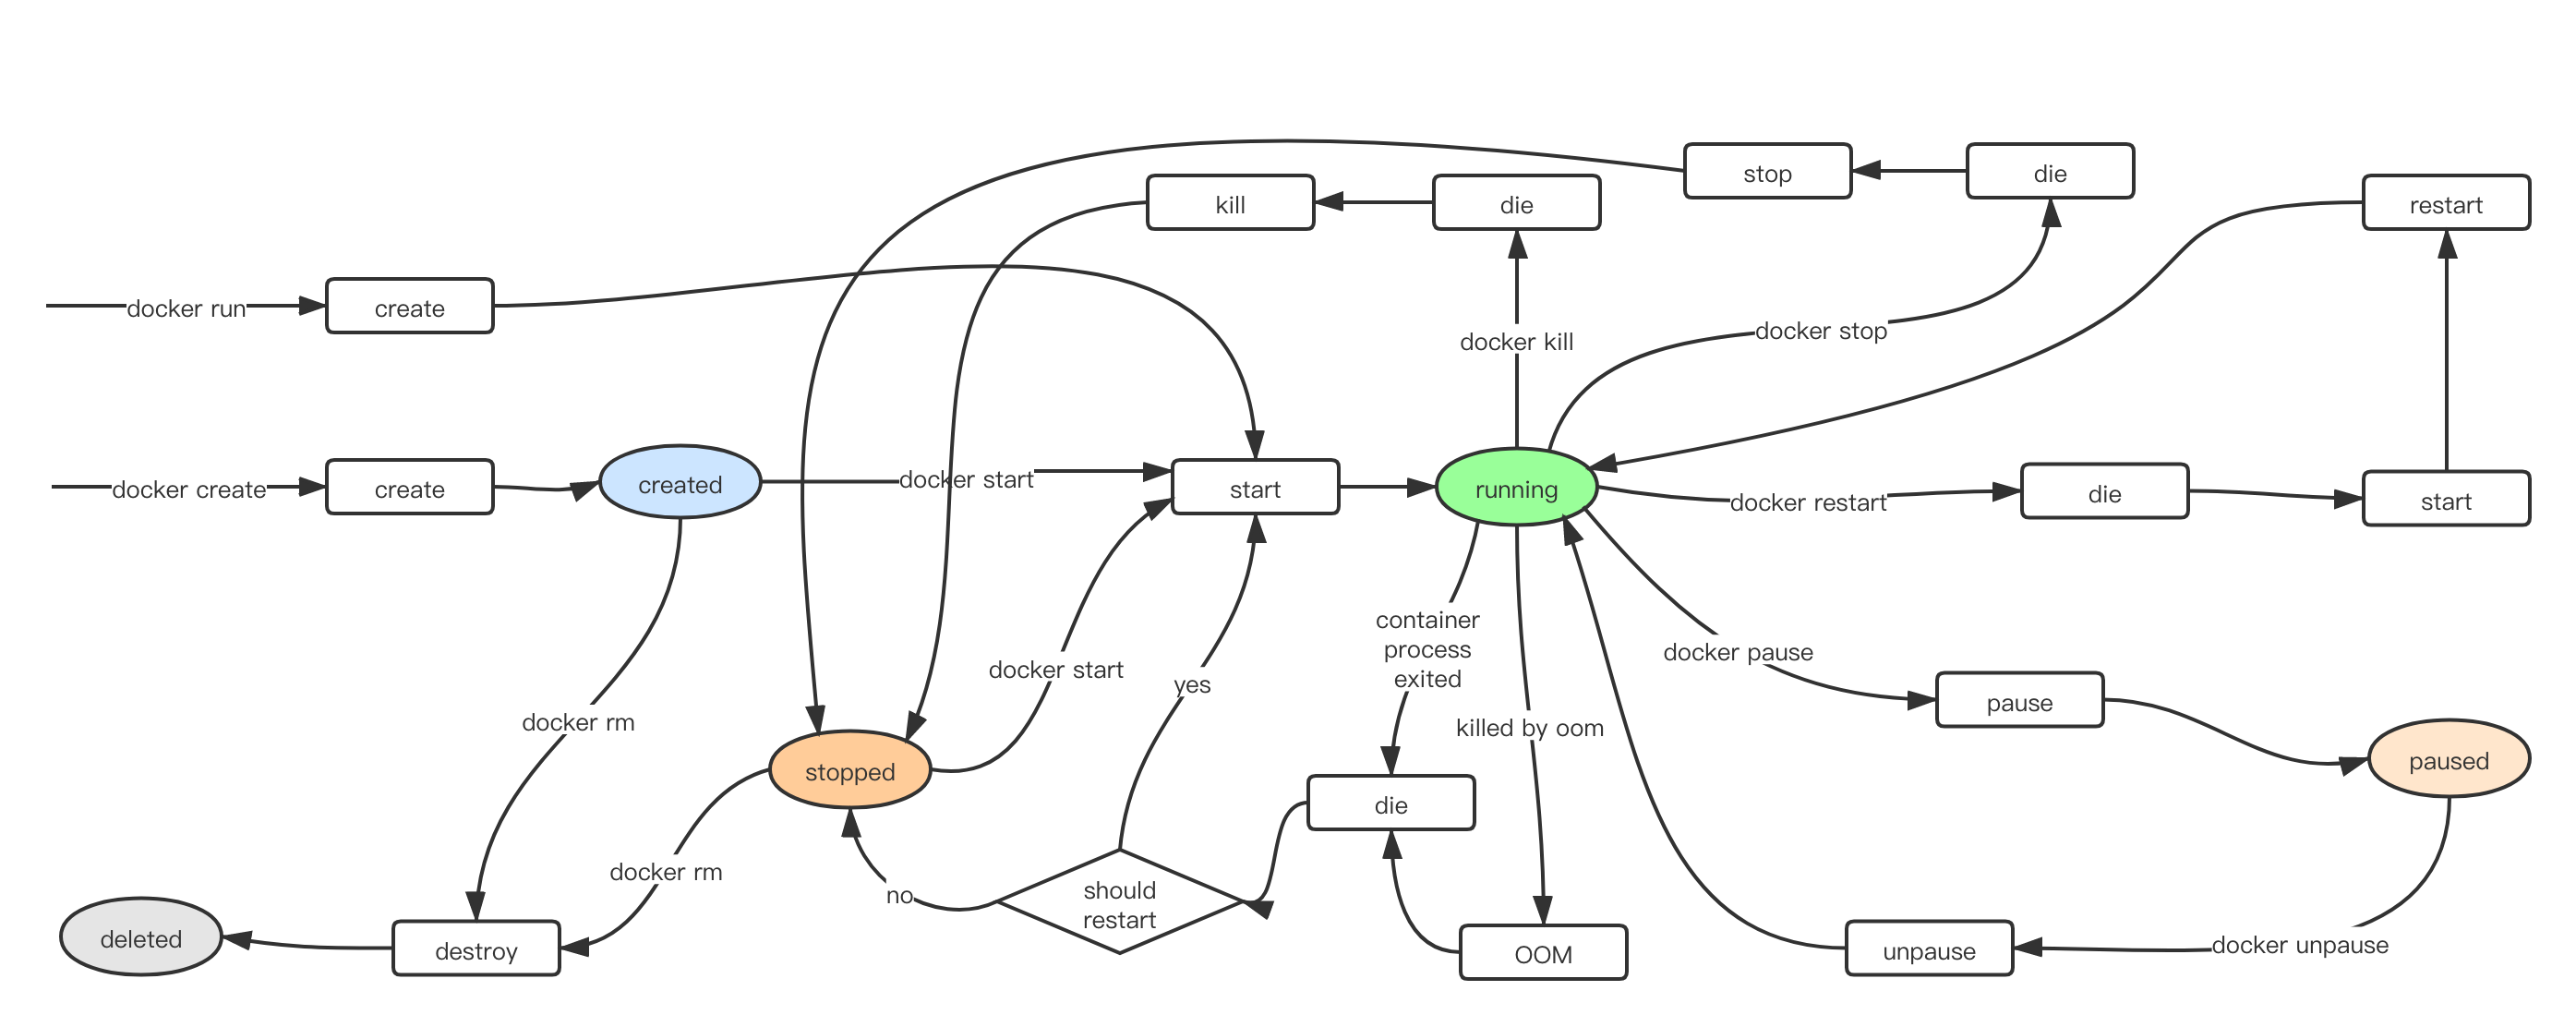 stop
die
kill
die
restart
docker run
create
docker kill
docker stop
docker create
create
created
docker start
start
running
docker restart
die
start
container
process
exited
docker pause
docker start
yes
docker rm
killed by oom
pause
stopped
paused
die
docker rm
no
should
restart
deleted
destroy
OOM
unpause
docker unpause